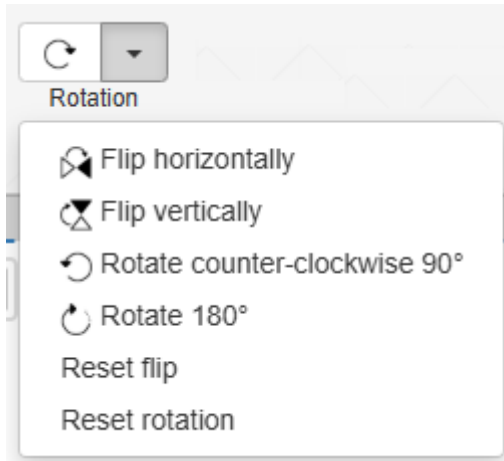 Rotation
Flip horizontally
Flip vertically
Rotate counter-clockwise 90°
Rotate 180°
Reset flip
Reset rotation